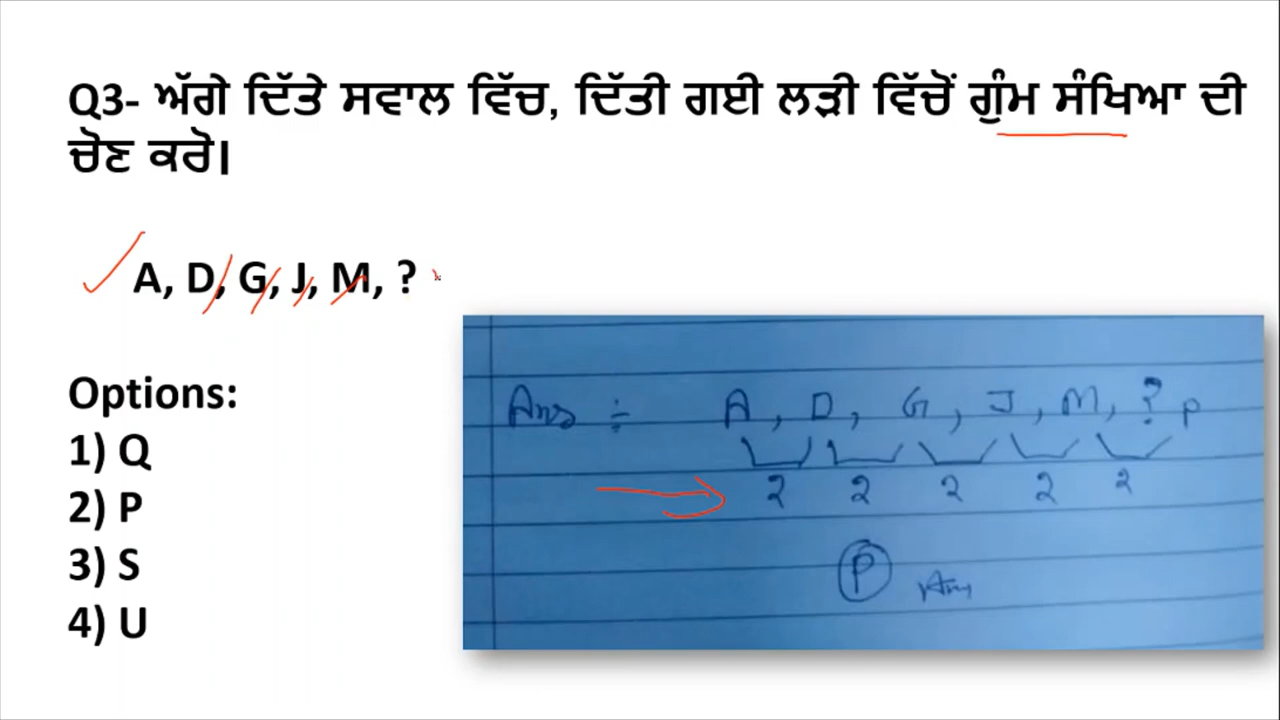 Q3- ਅੱਗੇ ਦਿੱਤੇ ਸਵਾਲ ਵਿੱਚ, ਦਿੱਤੀ ਗਈ ਲੜੀ ਵਿੱਚੋਂ ਗੁੰਮ ਸੰਖਿਆ ਦੀ
ਚੋਣ ਕਰੋ।
A, D, G, J, M, ?
Options:
1) Q
2) P
3) S
4) U
Ans ÷ A, D, G, J, M, ? P
2 2 2 2 2
P Ans